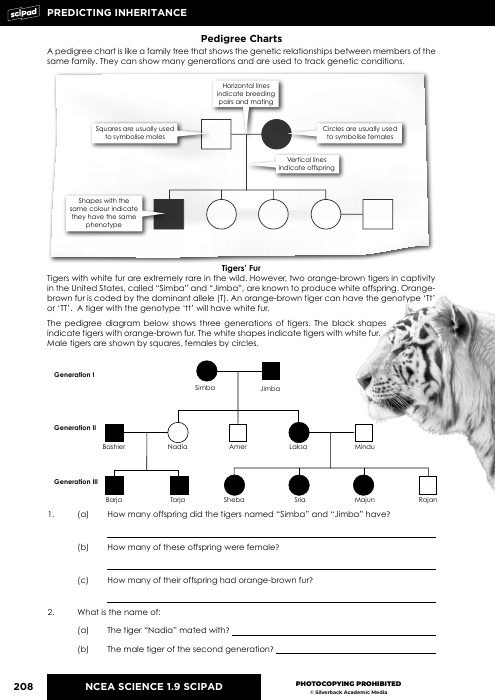 scipad PREDICTING INHERITANCE
Pedigree Charts
A pedigree chart is like a family tree that shows the genetic relationships between members of the
same family. They can show many generations and are used to track genetic conditions.
Horizontal lines
indicate breeding
pairs and mating
Squares are usually used
to symbolise males
Circles are usually used
to symbolise females
Vertical lines
indicate offspring
Shapes with the
same colour indicate
they have the same
phenotype
Tigers' Fur
Tigers with white fur are extremely rare in the wild. However, two orange-brown tigers in captivity
in the United States, called "Simba" and "Jimba", are known to produce white offspring. Orange-
brown fur is coded by the dominant allele (T). An orange-brown tiger can have the genotype 'Tt'
or 'TT'. A tiger with the genotype 'tt' will have white fur.
The pedigree diagram below shows three generations of tigers. The black shapes
indicate tigers with orange-brown fur. The white shapes indicate tigers with white fur.
Male tigers are shown by squares, females by circles.
Generation I
Simba Jimba
Generation II
Bashier Nadia Amer Laksa Mindu
Generation III
Barja Tarja Sheba Sria Majun Rajan
1. (a) How many offspring did the tigers named "Simba" and "Jimba" have?
(b) How many of these offspring were female?
(c) How many of their offspring had orange-brown fur?
2. What is the name of:
(a) The tiger "Nadia" mated with?
(b) The male tiger of the second generation?
208 NCEA SCIENCE 1.9 SCIPAD PHOTOCOPYING PROHIBITED
© Silverback Academic Media